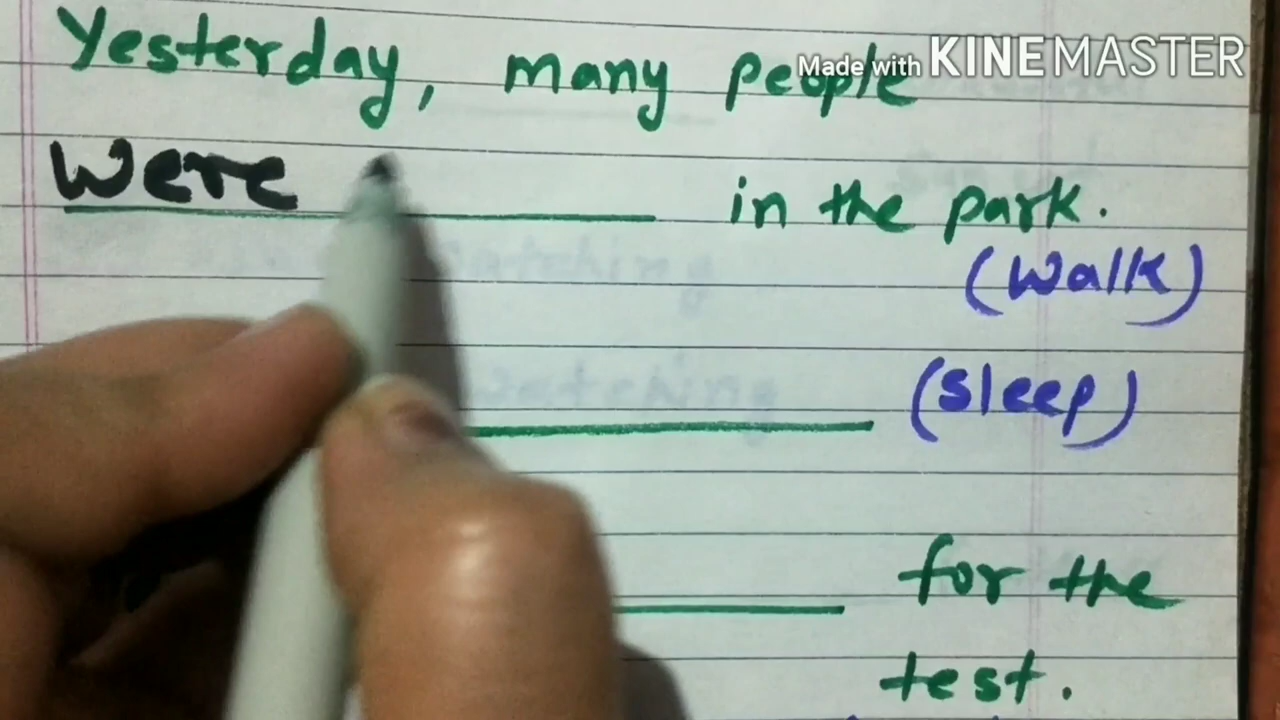 Yesterday, many people
Made with KINEMASTER
were in the park.
(walk)
(sleep)
for the
test.